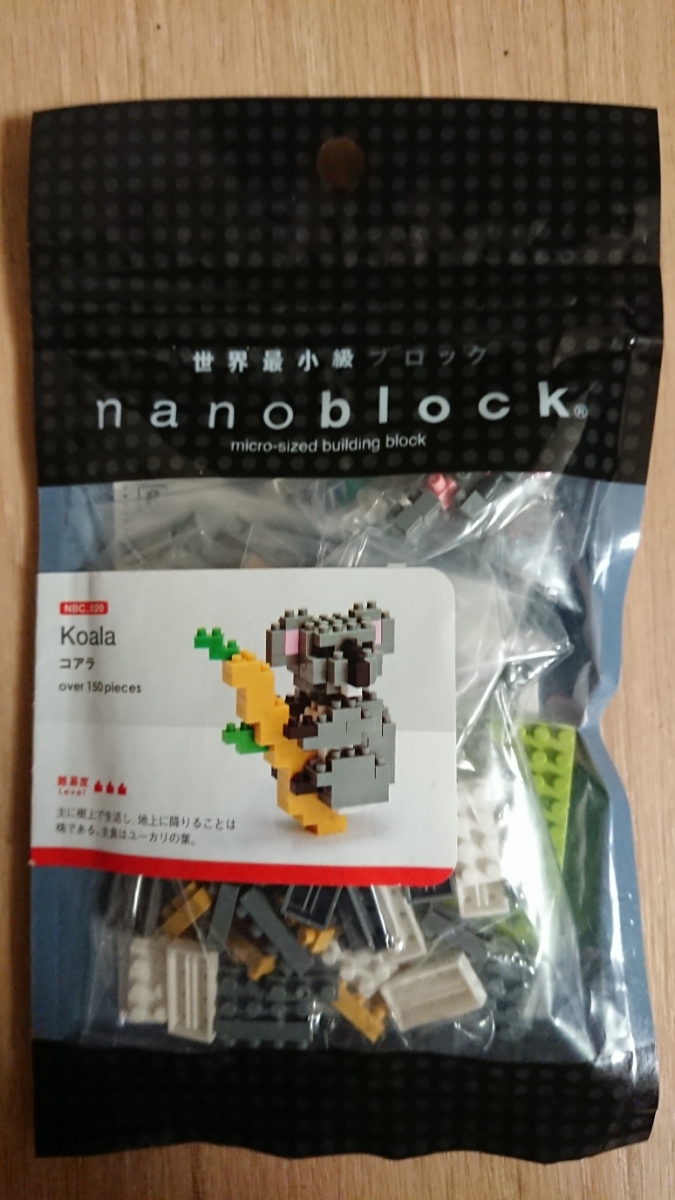 世界最小級ブロック
nanoblock®
micro-sized building block
NBC_020
Koala
コアラ
over 150 pieces
難易度
Level
主に樹上で生活し、地上に降りることは
稀である。主食はユーカリの葉。